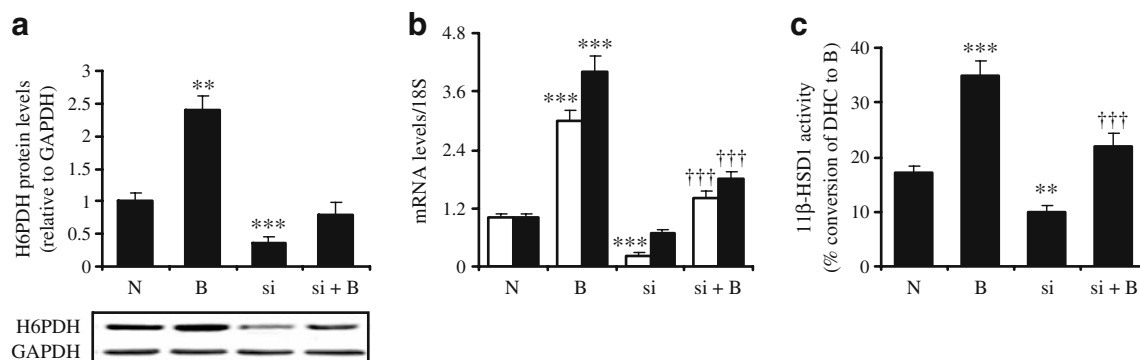 a
H6PDH protein levels
(relative to GAPDH)
3
2.5
2
1.5
1
0.5
0
**
***
N B si si + B
H6PDH
GAPDH
b
mRNA levels/18S
4.8
3.6
2.4
1.2
0
***
***
***
†††
†††
N B si si + B
c
11β-HSD1 activity
(% conversion of DHC to B)
40
30
20
10
0
***
**
†††
N B si si + B